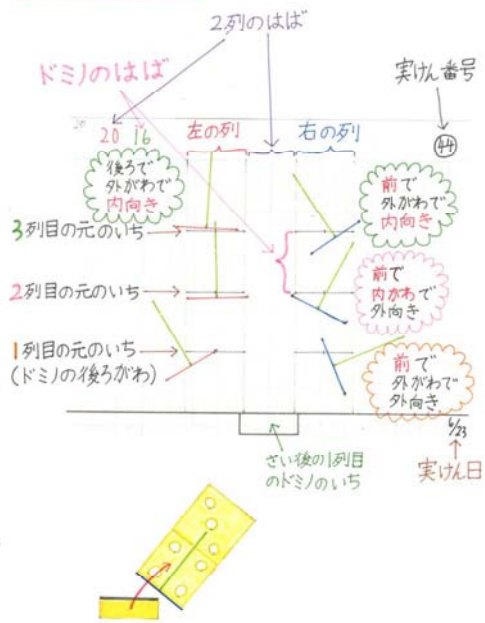 2列のはば
ドミノのはば
実けん番号
20 16
左の列
右の列
44
後ろで
外がわで
内向き
前で
外がわで
内向き
3列目の元のいち
前で
内がわで
外向き
2列目の元のいち
1列目の元のいち
(ドミノの後ろがわ)
前で
外がわで
外向き
6/23
さい後の1列目
のドミノのいち
実けん日